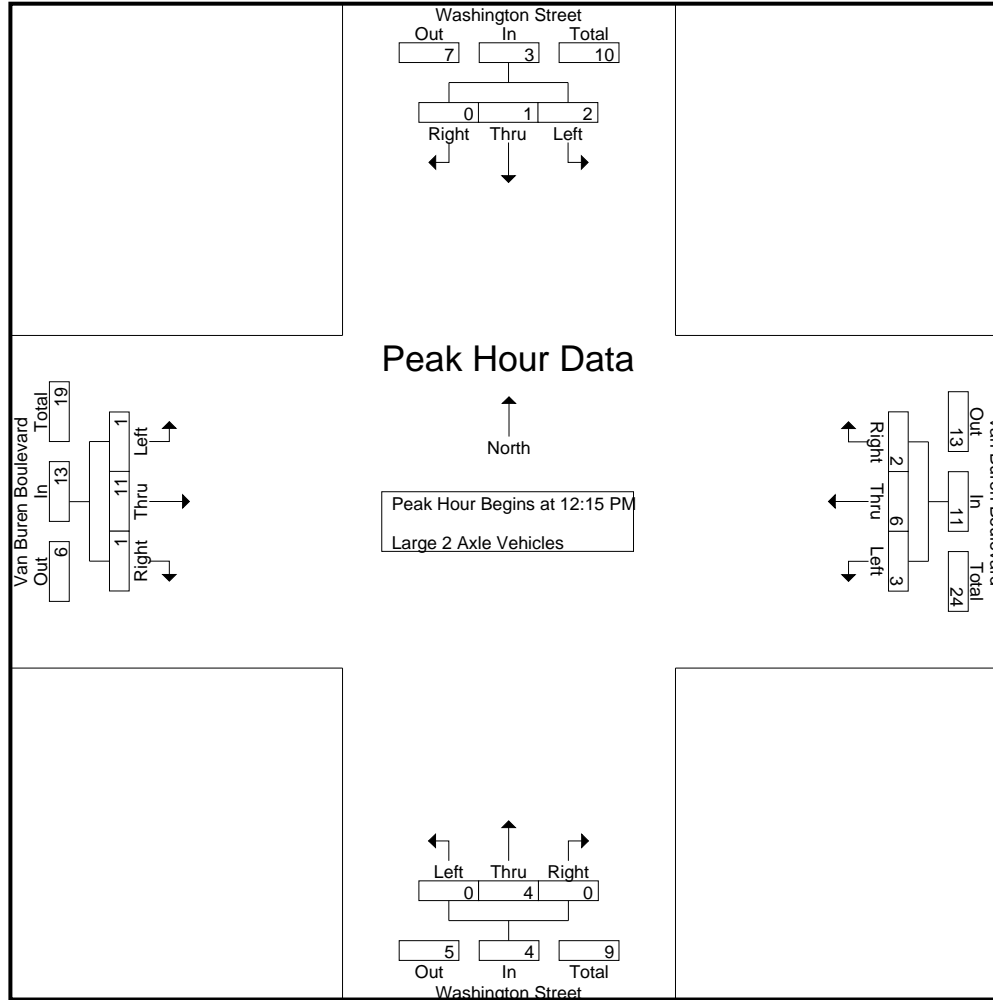 Washington Street
Out In Total
7 3 10
0 1 2
Right Thru Left
Peak Hour Data
North
Peak Hour Begins at 12:15 PM
Large 2 Axle Vehicles
Van Buren Boulevard
Total In Out
19 13 6
1 11 1
Left Thru Right
Van Buren Boulevard
Out In Total
13 11 24
2 6 3
Right Thru Left
Left Thru Right
0 4 0
5 4 9
Out In Total
Washington Street